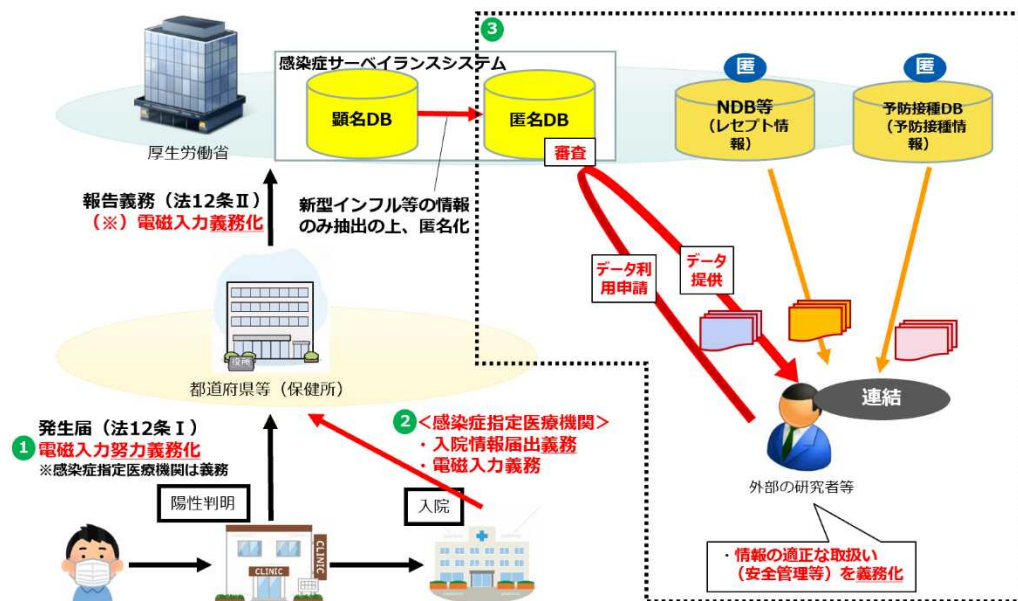 3
感染症サーベイランスシステム
顕名DB
匿名DB
審査
匿
NDB等
(レセプト情
報)
匿
予防接種DB
(予防接種情
報)
厚生労働省
報告義務(法12条Ⅱ)
(※)電磁入力義務化
新型インフル等の情報
のみ抽出の上、匿名化
データ利
用申請
データ
提供
役所
都道府県等(保健所)
連結
外部の研究者等
・情報の適正な取扱い
(安全管理等)を義務化
1
発生届(法12条Ⅰ)
電磁入力努力義務化
※感染症指定医療機関は義務
2
<感染症指定医療機関>
・入院情報届出義務
・電磁入力義務
陽性判明
入院
CLINIC
CLINIC